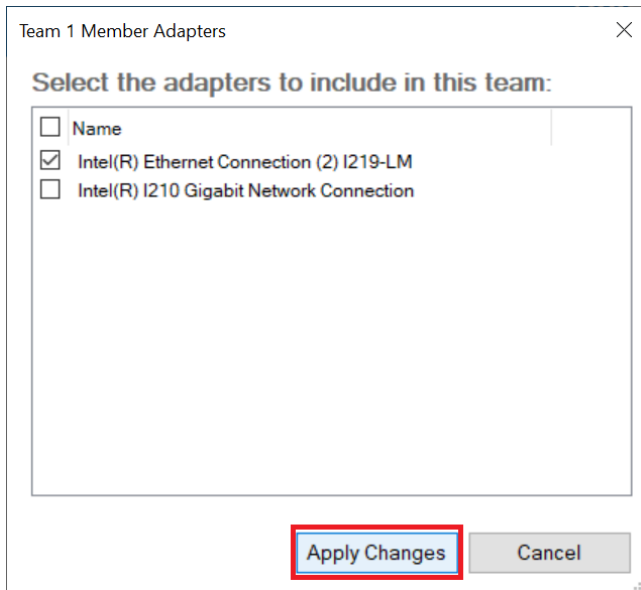 Team 1 Member Adapters
Select the adapters to include in this team:
Name
Intel(R) Ethernet Connection (2) I219-LM
Intel(R) I210 Gigabit Network Connection
Apply Changes
Cancel